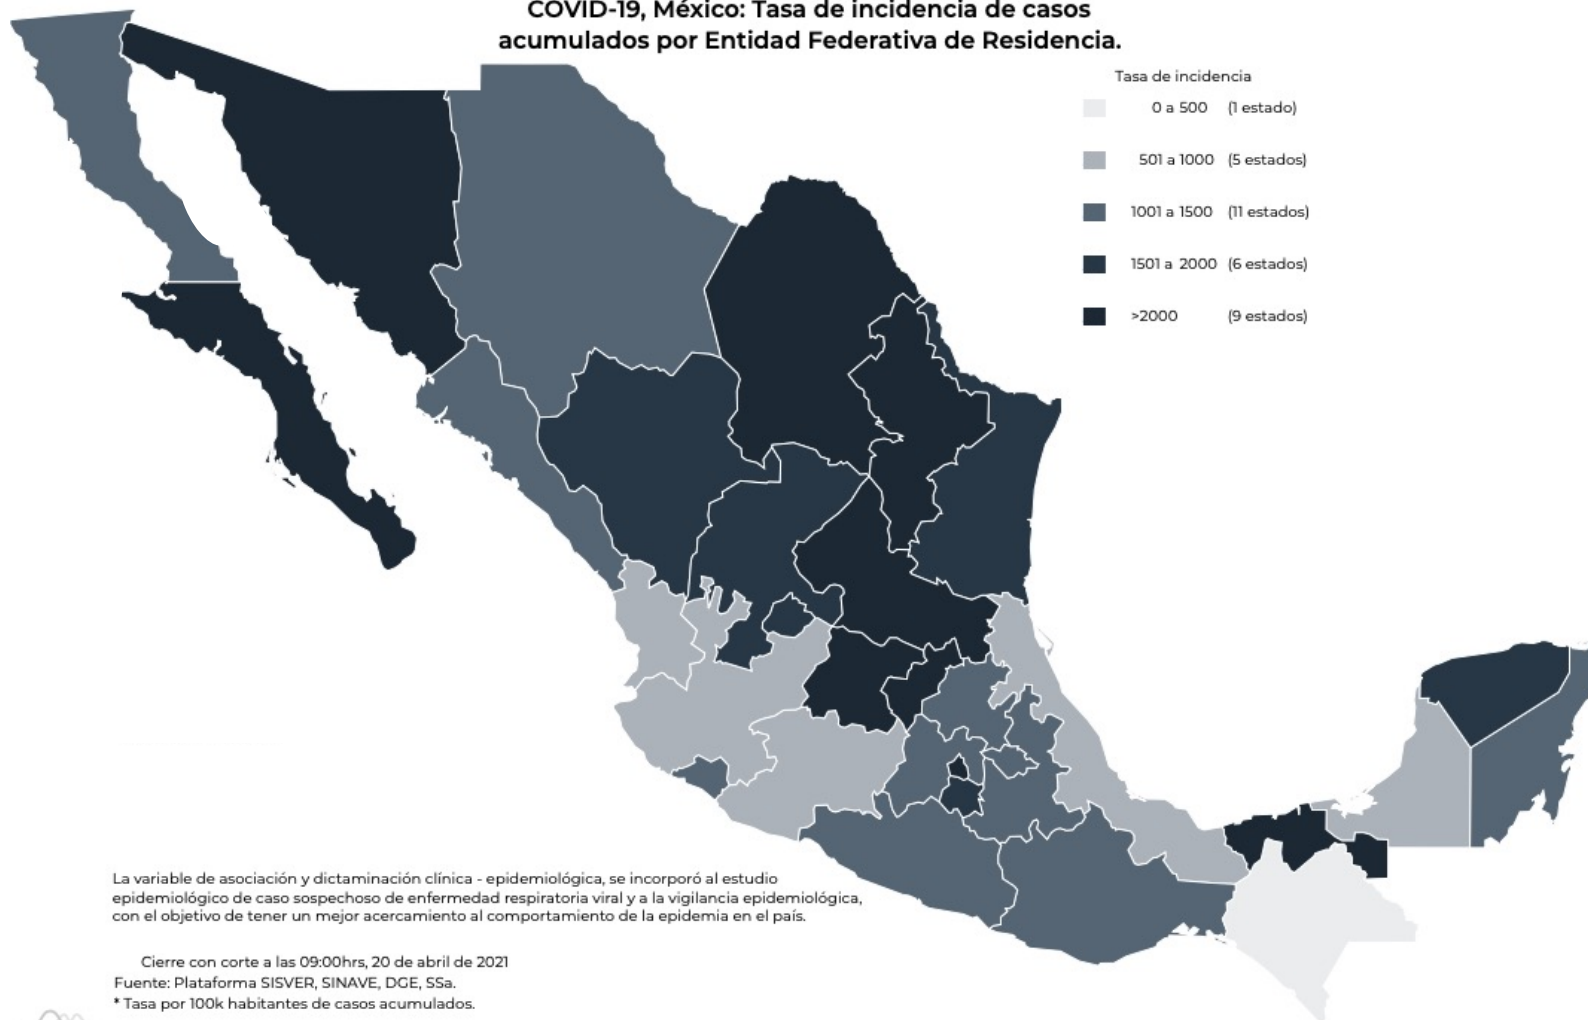 COVID-19, México: Tasa de incidencia de casos
acumulados por Entidad Federativa de Residencia.
Tasa de incidencia
0 a 500 (1 estado)
501 a 1000 (5 estados)
1001 a 1500 (11 estados)
1501 a 2000 (6 estados)
>2000 (9 estados)
La variable de asociación y dictaminación clínica - epidemiológica, se incorporó al estudio
epidemiológico de caso sospechoso de enfermedad respiratoria viral y a la vigilancia epidemiológica,
con el objetivo de tener un mejor acercamiento al comportamiento de la epidemia en el país.
Cierre con corte a las 09:00hrs, 20 de abril de 2021
Fuente: Plataforma SISVER, SINAVE, DGE, SSa.
* Tasa por 100k habitantes de casos acumulados.